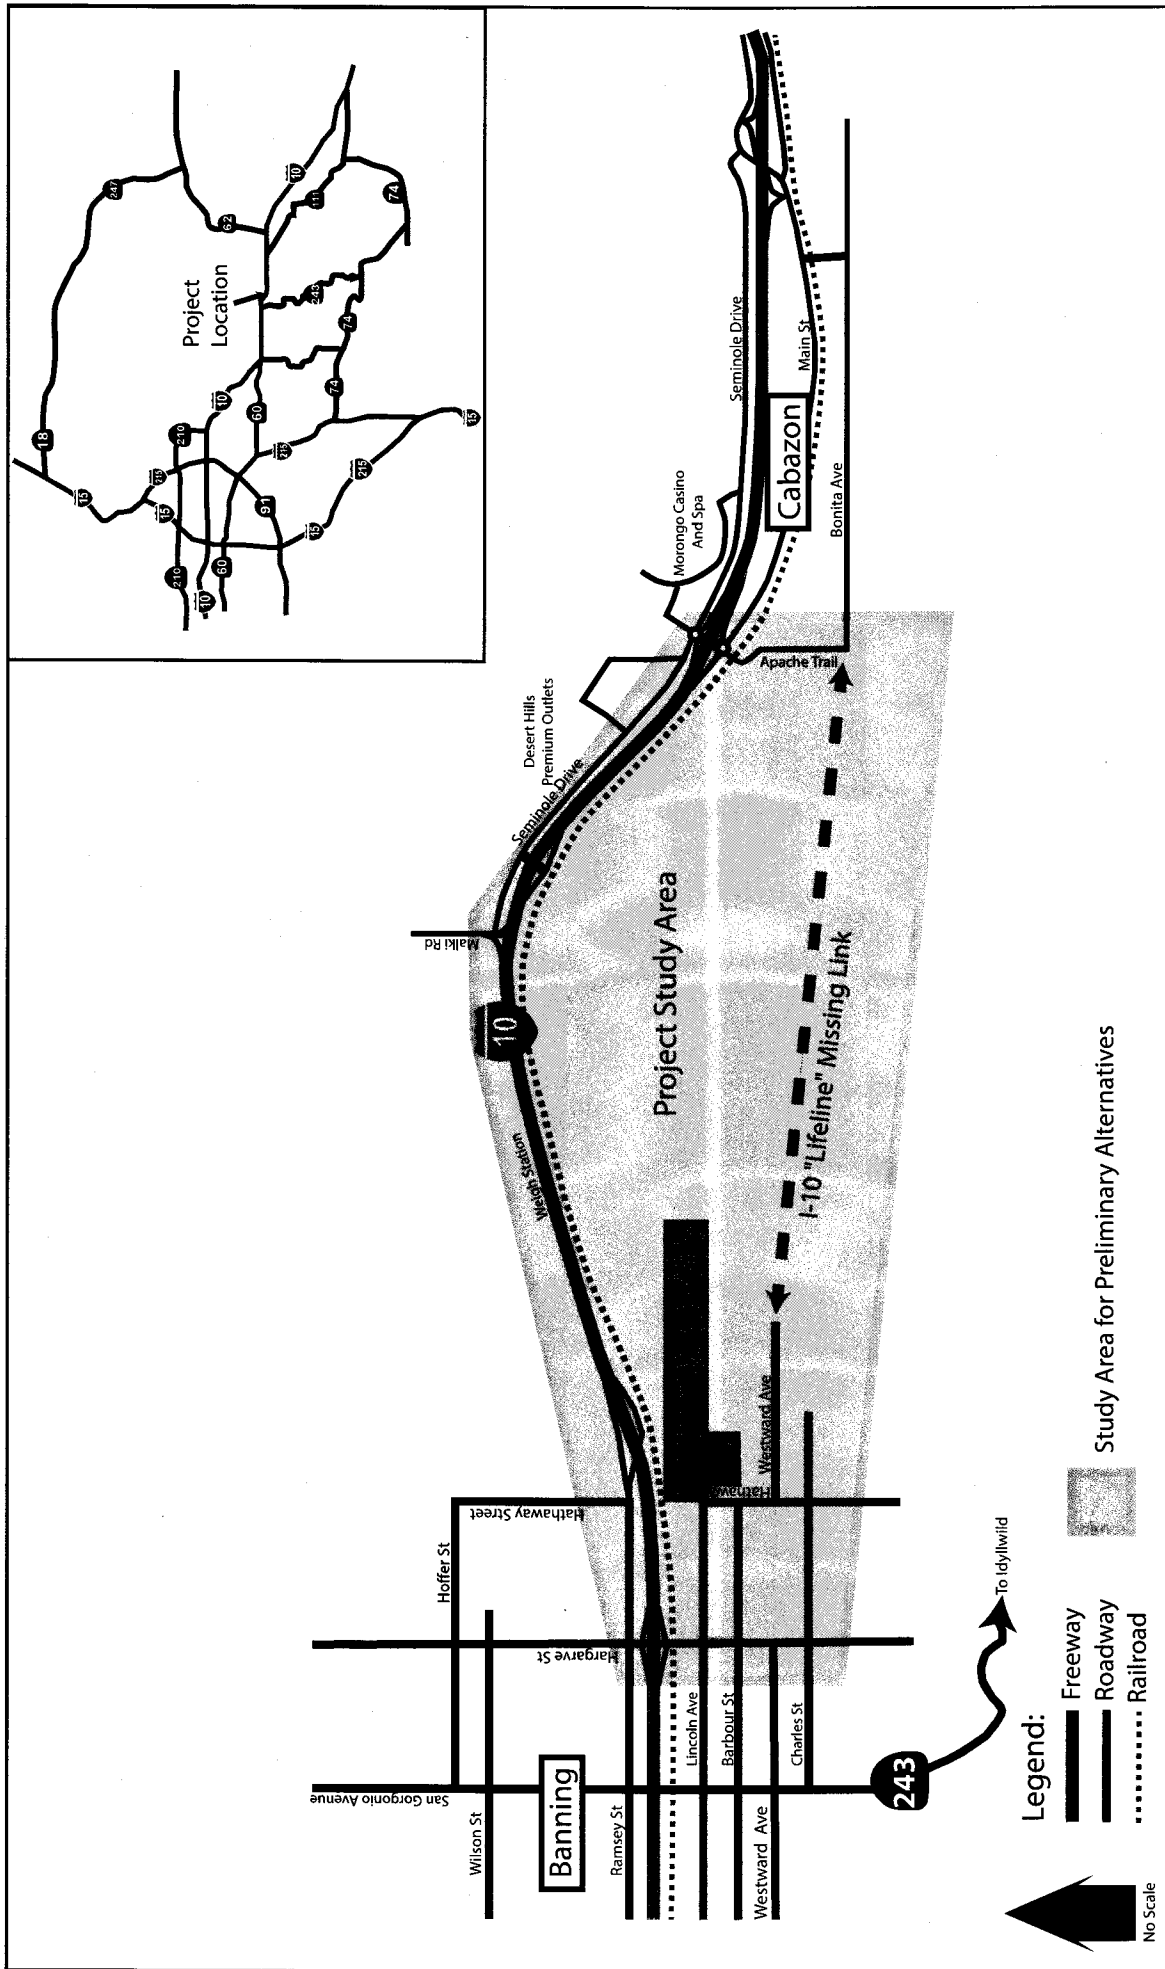 247
18
62
10
111
74
Project
Location
243
74
74
15
215
210
10
60
215
15
91
215
15
15
210
10
60
Seminole Drive
Main St
Cabazon
Bonita Ave
Morongo Casino
And Spa
Apache Trail
Desert Hills
Premium Outlets
Seminole Drive
Malki Rd
10
Project Study Area
I-10 "Lifeline" Missing Link
Weigh Station
Westward Ave
Hathaway Street
Hoffer St
Hargarve St
San Gorgonio Avenue
Wilson St
Banning
Ramsey St
Lincoln Ave
Barbour St
Westward Ave
Charles St
243
To Idyllwild
Legend:
Freeway
Roadway
Railroad
Study Area for Preliminary Alternatives
No Scale